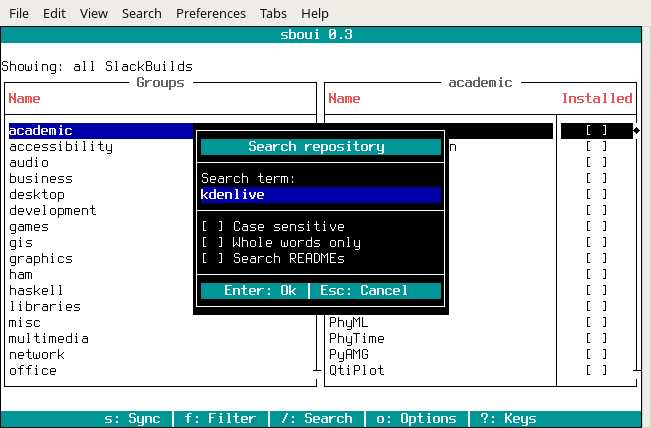 File Edit View Search Preferences Tabs Help
sboui 0.3
Showing: all SlackBuilds
Groups
academic
Name
Name Installed
academic [ ]
accessibility n [ ]
audio [ ]
business [ ]
desktop [ ]
development [ ]
games [ ]
gis [ ]
graphics [ ]
ham [ ]
haskell [ ]
libraries [ ]
misc PhyML [ ]
multimedia PhyTime [ ]
network PyAMG [ ]
office QtiPlot [ ]
Search repository
Search term:
kdenlive
[ ] Case sensitive
[ ] Whole words only
[ ] Search READMEs
Enter: Ok | Esc: Cancel
s: Sync | f: Filter | /: Search | o: Options | ?: Keys